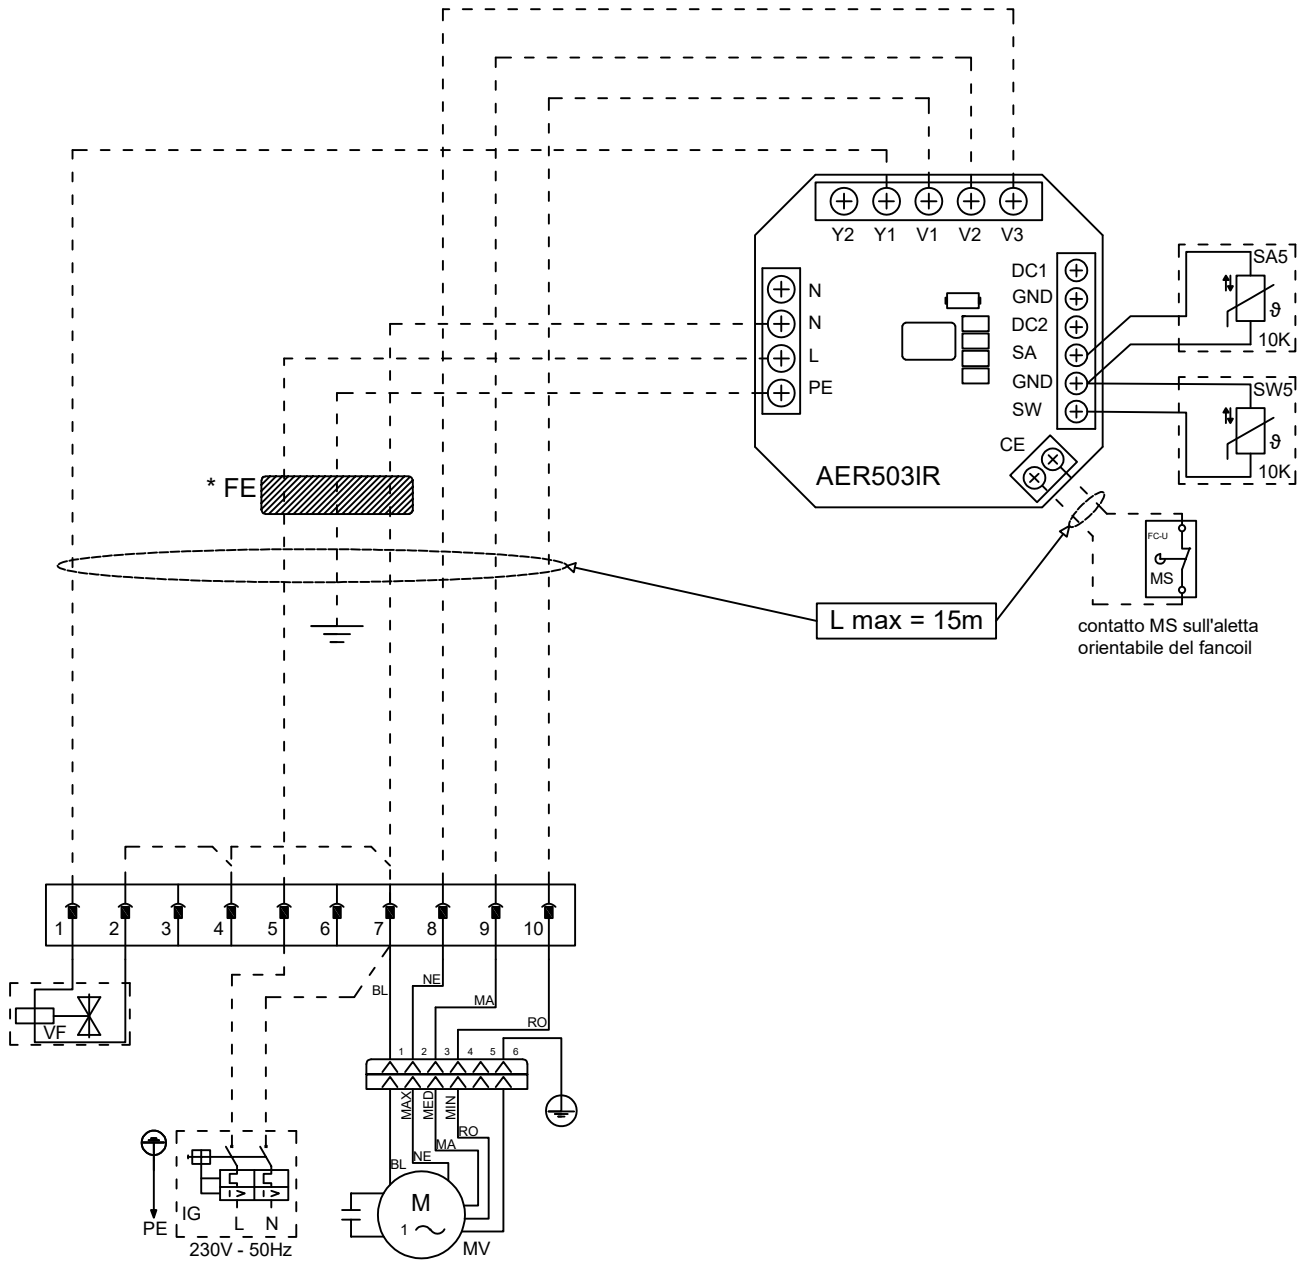 Y2 Y1 V1 V2 V3
N
N
L
PE
DC1
GND
DC2
SA
GND
SW
CE
AER503IR
SA5
ϑ
10K
SW5
ϑ
10K
* FE
FC-U
MS
L max = 15m
contatto MS sull'aletta
orientabile del fancoil
1 2 3 4 5 6 7 8 9 10
VF
BL
NE
MA
RO
1 2 3 4 5 6
MAX
MED
MIN
RO
MA
NE
BL
M
1
MV
PE
IG
I >
I >
L N
230V - 50Hz